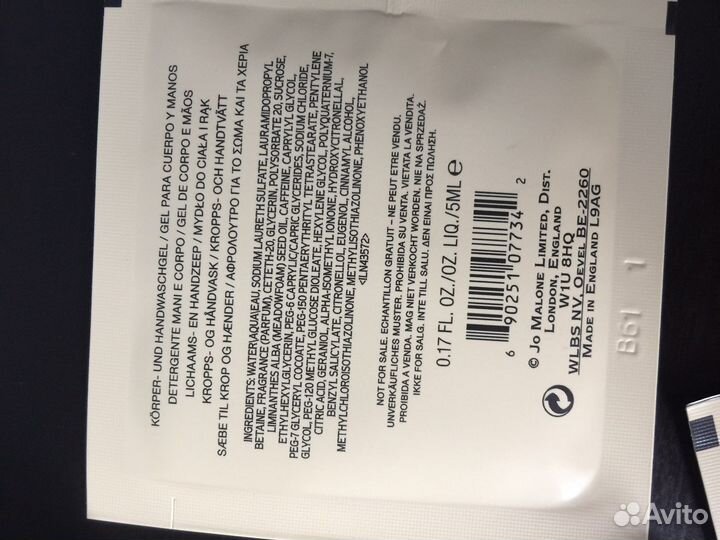 KÖRPER- UND HANDWASCHGEL / GEL PARA CUERPO Y MANOS
DETERGENTE MANI E CORPO / GEL DE CORPO E MÃOS
LICHAAMS- EN HANDZEEP / MYDŁO DO CIAŁA I RĄK
KROPPS- OG HÅNDVASK / KROPPS- OCH HANDTVÄTT
SÆBE TIL KROP OG HÆNDER / ΑΦΡΟΛΟΥΤΡΟ ΓΙΑ ΤΟ ΣΩΜΑ ΚΑΙ ΤΑ ΧΕΡΙΑ
INGREDIENTS: WATER\AQUA\EAU, SODIUM LAURETH SULFATE, LAURAMIDOPROPYL
BETAINE, FRAGRANCE (PARFUM), CETETH-20, GLYCERIN, POLYSORBATE 20, SUCROSE,
LIMNANTHES ALBA (MEADOWFOAM) SEED OIL, CAFFEINE, CAPRYLYL GLYCOL,
ETHYLHEXYLGLYCERIN, PEG-6 CAPRYLIC/CAPRIC GLYCERIDES, SODIUM CHLORIDE,
PEG-7 GLYCERYL COCOATE, PEG-150 PENTAERYTHRITYL TETRASTEARATE, PENTYLENE
GLYCOL, PEG-120 METHYL GLUCOSE DIOLEATE, HEXYLENE GLYCOL, POLYQUATERNIUM-7,
CITRIC ACID, GERANIOL, ALPHA-ISOMETHYL IONONE, HYDROXYCITRONELLAL,
BENZYL SALICYLATE, CITRONELLOL, EUGENOL, CINNAMYL ALCOHOL,
METHYLCHLOROISOTHIAZOLINONE, METHYLISOTHIAZOLINONE, PHENOXYETHANOL
<ILN43572>
NOT FOR SALE. ECHANTILLON GRATUIT – NE PEUT ETRE VENDU.
UNVERKÄUFLICHES MUSTER. PROHIBIDA SU VENTA. VIETATA LA VENDITA.
PROIBIDA A VENDA. MAG NIET VERKOCHT WORDEN. NIE NA SPRZEDAŻ.
IKKE FOR SALG. INTE TILL SALU. ΔΕΝ ΕΙΝΑΙ ΠΡΟΣ ΠΩΛΗΣΗ.
0.17 FL. OZ./OZ. LIQ./5ML e
6 90251 07734 2
© JO MALONE LIMITED, DIST.
LONDON, ENGLAND
W1U 8HQ
WLBS NV, OEVEL BE-2260
MADE IN ENGLAND L9AG
B61 1
Avito